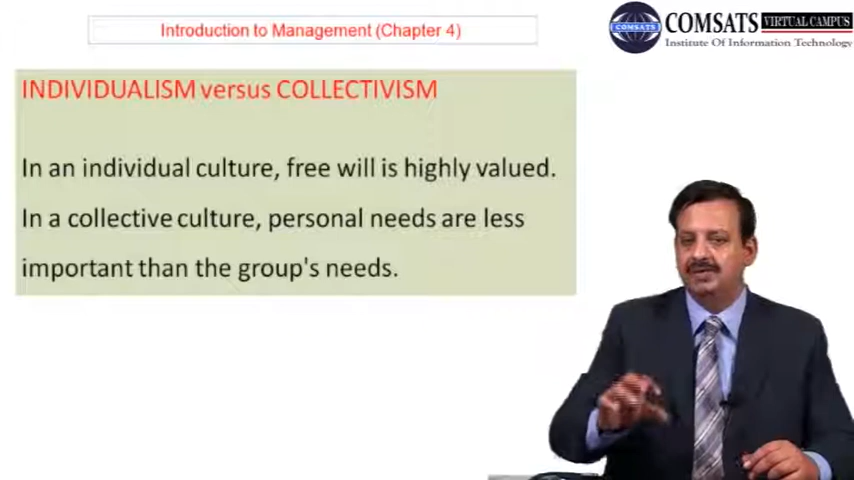 Introduction to Management (Chapter 4)
COMSATS
COMSATS VIRTUAL CAMPUS
Institute Of Information Technology
INDIVIDUALISM versus COLLECTIVISM
In an individual culture, free will is highly valued.
In a collective culture, personal needs are less
important than the group's needs.